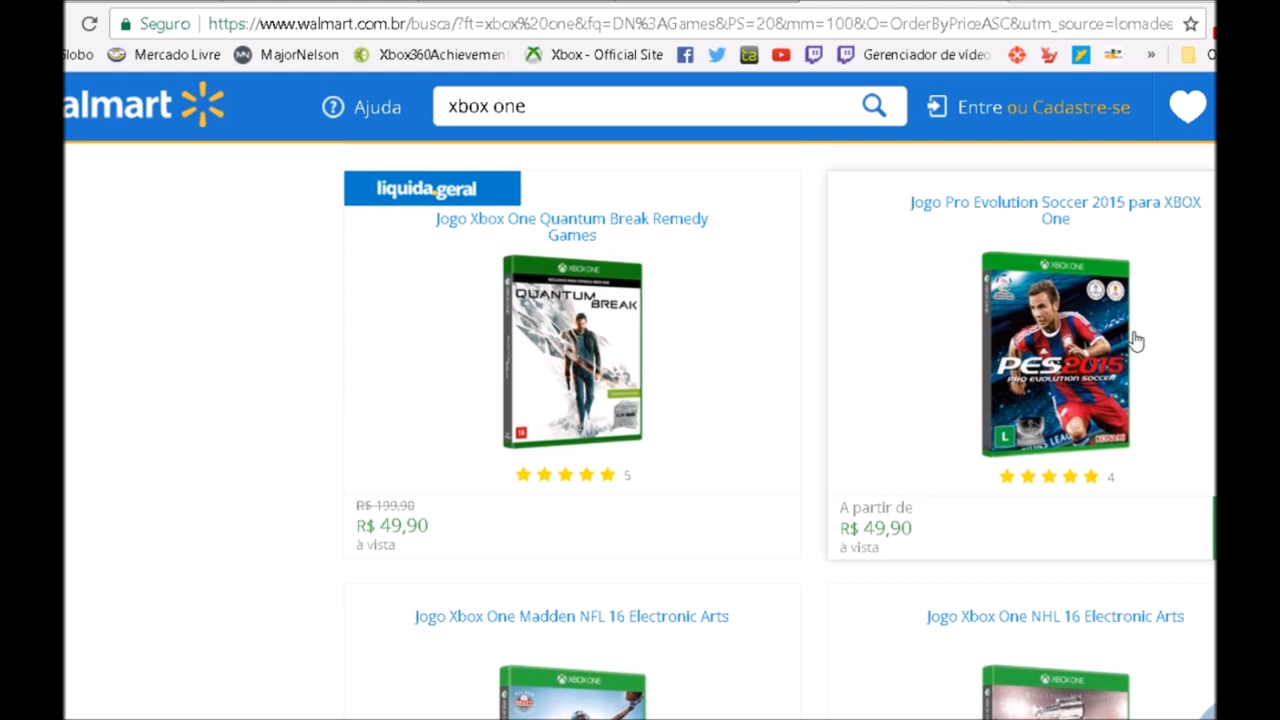 Seguro
https://www.walmart.com.br/busca/?ft=xbox%20one&fq=DN%3AGames&PS=20&mm=100&O=OrderByPriceASC&utm_source=lomadee
Globo Mercado Livre MajorNelson Xbox360Achievemen Xbox - Official Site Gerenciador de vídeo »
almart Ajuda xbox one Entre ou Cadastre-se
liquida.geral
Jogo Xbox One Quantum Break Remedy
Games
XBOX ONE
QUANTUM
BREAK
16
5
R$ 199,90
R$ 49,90
à vista
Jogo Pro Evolution Soccer 2015 para XBOX
One
XBOX ONE
PES2015
PRO EVOLUTION SOCCER
L
KONAMI
4
A partir de
R$ 49,90
à vista
Jogo Xbox One Madden NFL 16 Electronic Arts
XBOX ONE
Jogo Xbox One NHL 16 Electronic Arts
XBOX ONE